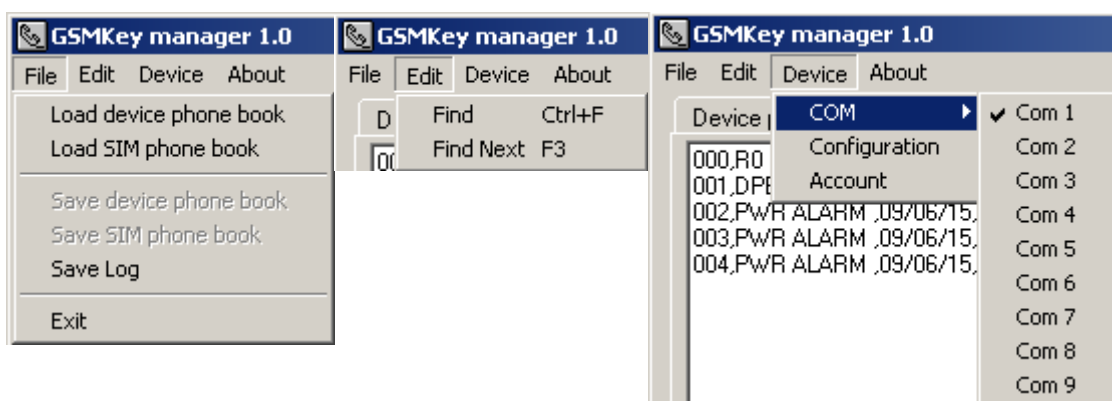 GSMKey manager 1.0
File Edit Device About
Load device phone book
Load SIM phone book
Save device phone book
Save SIM phone book
Save Log
Exit
GSMKey manager 1.0
File Edit Device About
D
Find Ctrl+F
Find Next F3
GSMKey manager 1.0
File Edit Device About
Device
COM
Configuration
Account
Com 1
Com 2
Com 3
Com 4
Com 5
Com 6
Com 7
Com 8
Com 9
000,R0
001,DPB
002,PWR ALARM ,09/06/15,
003,PWR ALARM ,09/06/15,
004,PWR ALARM ,09/06/15,